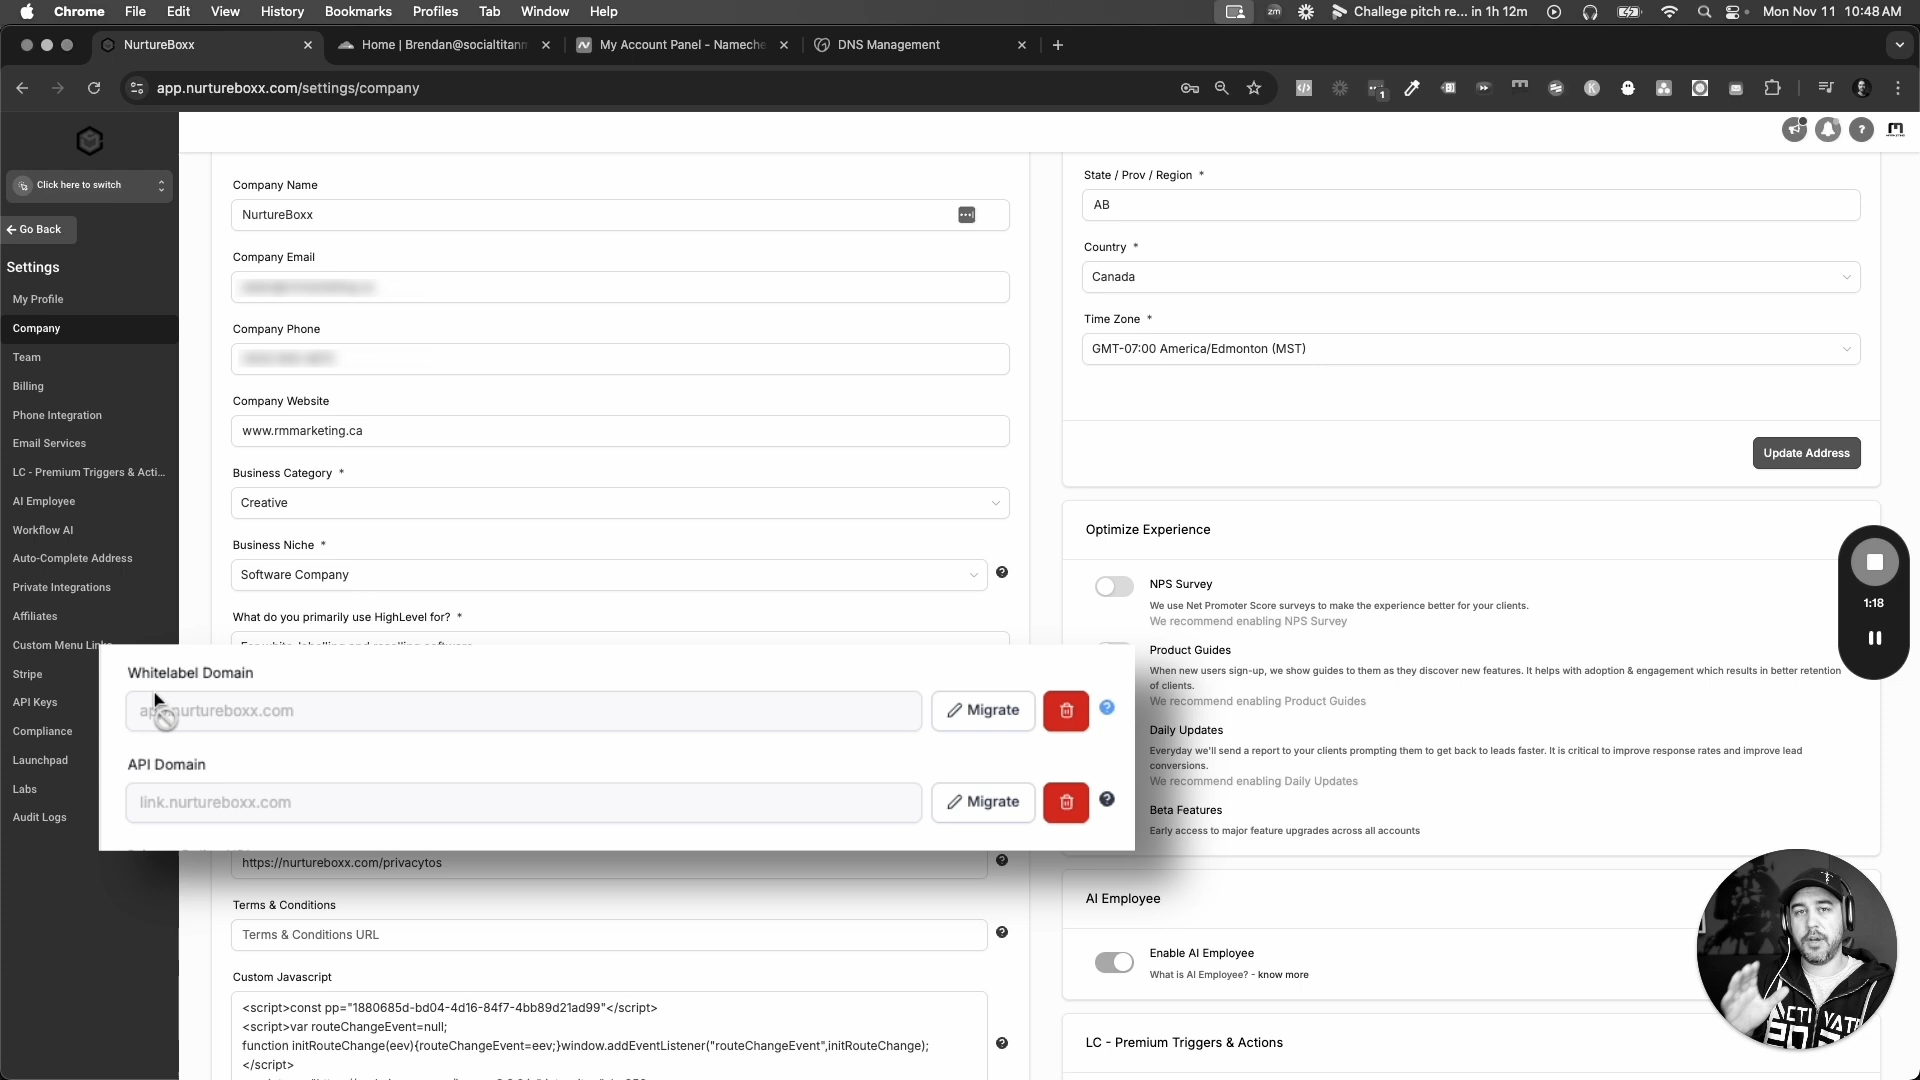 Chrome File Edit View History Bookmarks Profiles Tab Window Help
zm Challege pitch re... in 1h 12m Mon Nov 11 10:48 AM
NurtureBoxx
Home | Brendan@socialtitann
My Account Panel - Nameche
DNS Management
app.nurtureboxx.com/settings/company
1
K
Click here to switch
Go Back
Settings
My Profile
Company
Team
Billing
Phone Integration
Email Services
LC - Premium Triggers & Acti...
AI Employee
Workflow AI
Auto-Complete Address
Private Integrations
Affiliates
Custom Menu Links
Stripe
API Keys
Compliance
Launchpad
Labs
Audit Logs
Company Name
NurtureBoxx
Company Email
Company Phone
Company Website
www.rmmarketing.ca
Business Category *
Creative
Business Niche *
Software Company
What do you primarily use HighLevel for? *
For white-labelling and reselling software
Whitelabel Domain
app.nurtureboxx.com
Migrate
API Domain
link.nurtureboxx.com
Migrate
https://nurtureboxx.com/privacytos
Terms & Conditions
Terms & Conditions URL
Custom Javascript
<script>const pp="1880685d-bd04-4d16-84f7-4bb89d21ad99"</script>
<script>var routeChangeEvent=null;
function initRouteChange(eev){routeChangeEvent=eev;}window.addEventListener("routeChangeEvent",initRouteChange);
</script>
State / Prov / Region *
AB
Country *
Canada
Time Zone *
GMT-07:00 America/Edmonton (MST)
Update Address
Optimize Experience
NPS Survey
We use Net Promoter Score surveys to make the experience better for your clients.
We recommend enabling NPS Survey
Product Guides
When new users sign-up, we show guides to them as they discover new features. It helps with adoption & engagement which results in better retention
of clients.
We recommend enabling Product Guides
Daily Updates
Everyday we'll send a report to your clients prompting them to get back to leads faster. It is critical to improve response rates and improve lead
conversions.
We recommend enabling Daily Updates
Beta Features
Early access to major feature upgrades across all accounts
AI Employee
Enable AI Employee
What is AI Employee? - know more
LC - Premium Triggers & Actions
1:18